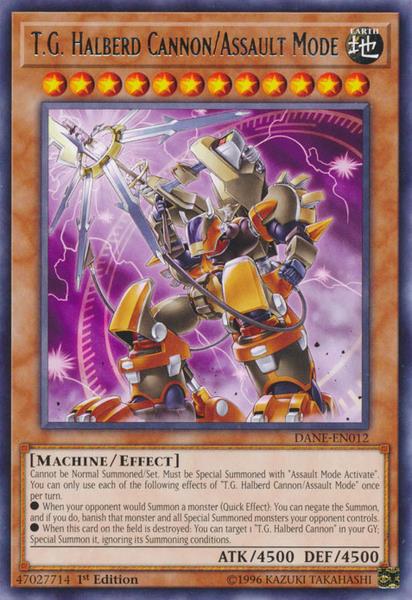 T.G. Halberd Cannon/Assault Mode
EARTH
地
DANE-EN012
[Machine/Effect]
Cannot be Normal Summoned/Set. Must be Special Summoned with "Assault Mode Activate".
You can only use each of the following effects of "T.G. Halberd Cannon/Assault Mode" once
per turn.
● When your opponent would Summon a monster (Quick Effect): You can negate the Summon,
and if you do, banish that monster and all Special Summoned monsters your opponent controls.
● When this card on the field is destroyed: You can target 1 "T.G. Halberd Cannon" in your GY;
Special Summon it, ignoring its Summoning conditions.
ATK/4500 DEF/4500
47027714 1st Edition ©1996 KAZUKI TAKAHASHI